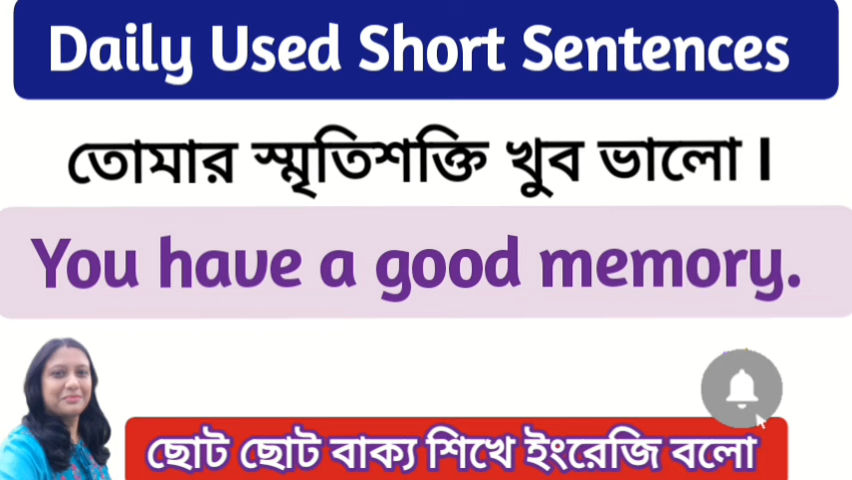 Daily Used Short Sentences
তোমার স্মৃতিশক্তি খুব ভালো।
You have a good memory.
ছোট ছোট বাক্য শিখে ইংরেজি বলো